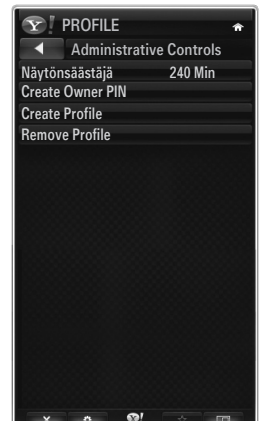 Y! PROFILE
Administrative Controls
Näytönsäästäjä 240 Min
Create Owner PIN
Create Profile
Remove Profile
Y!